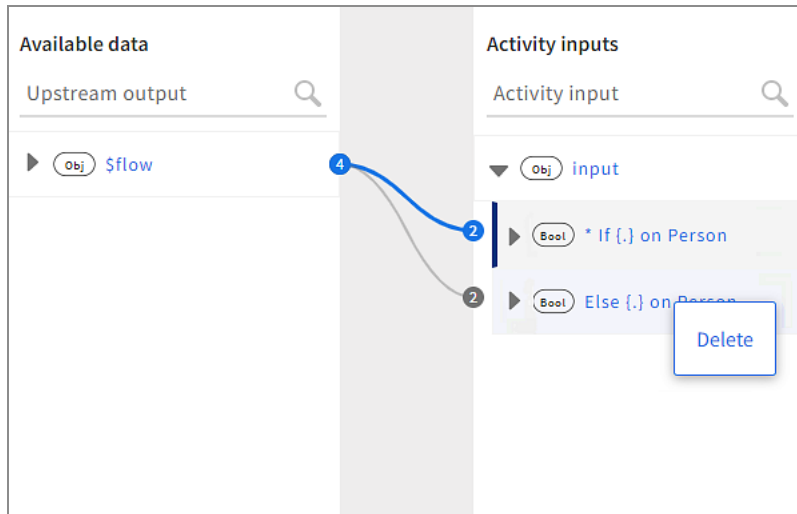 Available data
Upstream output
Obj $flow
4
Activity inputs
Activity input
Obj input
2 Bool * If {.} on Person
2 Bool Else {.} on Person
Delete